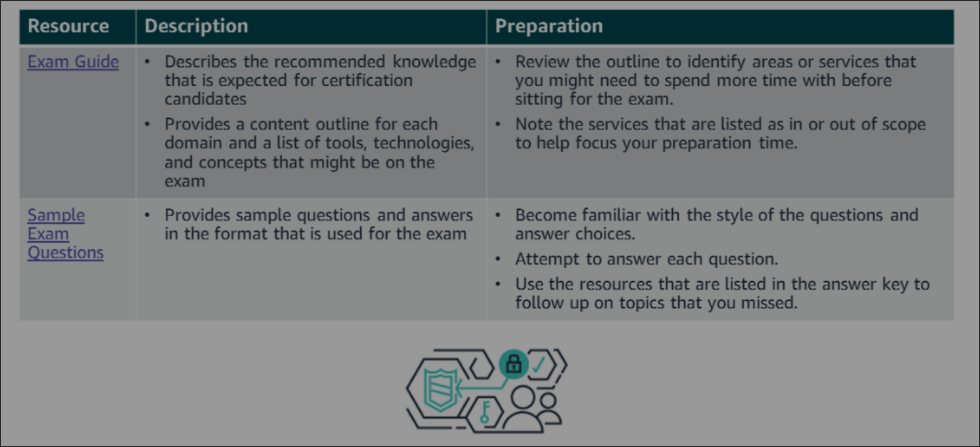 Resource Description Preparation
Exam Guide
• Describes the recommended knowledge
that is expected for certification
candidates
• Provides a content outline for each
domain and a list of tools, technologies,
and concepts that might be on the
exam
• Review the outline to identify areas or services that
you might need to spend more time with before
sitting for the exam.
• Note the services that are listed as in or out of scope
to help focus your preparation time.
Sample
Exam
Questions
• Provides sample questions and answers
in the format that is used for the exam
• Become familiar with the style of the questions and
answer choices.
• Attempt to answer each question.
• Use the resources that are listed in the answer key to
follow up on topics that you missed.